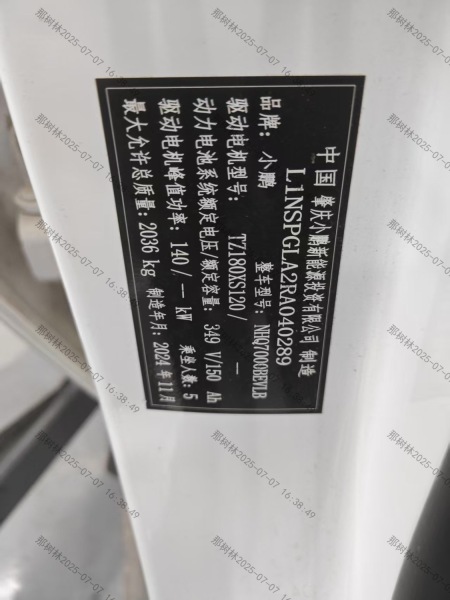 中国 肇庆小鹏新能源投资有限公司 制造
L1NSPGLA2RA040289
品牌：小鹏 整车型号：NHQ7000BEVLB
驱动电机型号： TZ180XS120/ —
动力电池系统额定电压/额定容量： 349 V/150 Ah
驱动电机峰值功率：140/-- kW 乘坐人数：5
最大允许总质量：2036 kg 制造年月：2024 年 11月
那树林2025-07-07 16:38:49